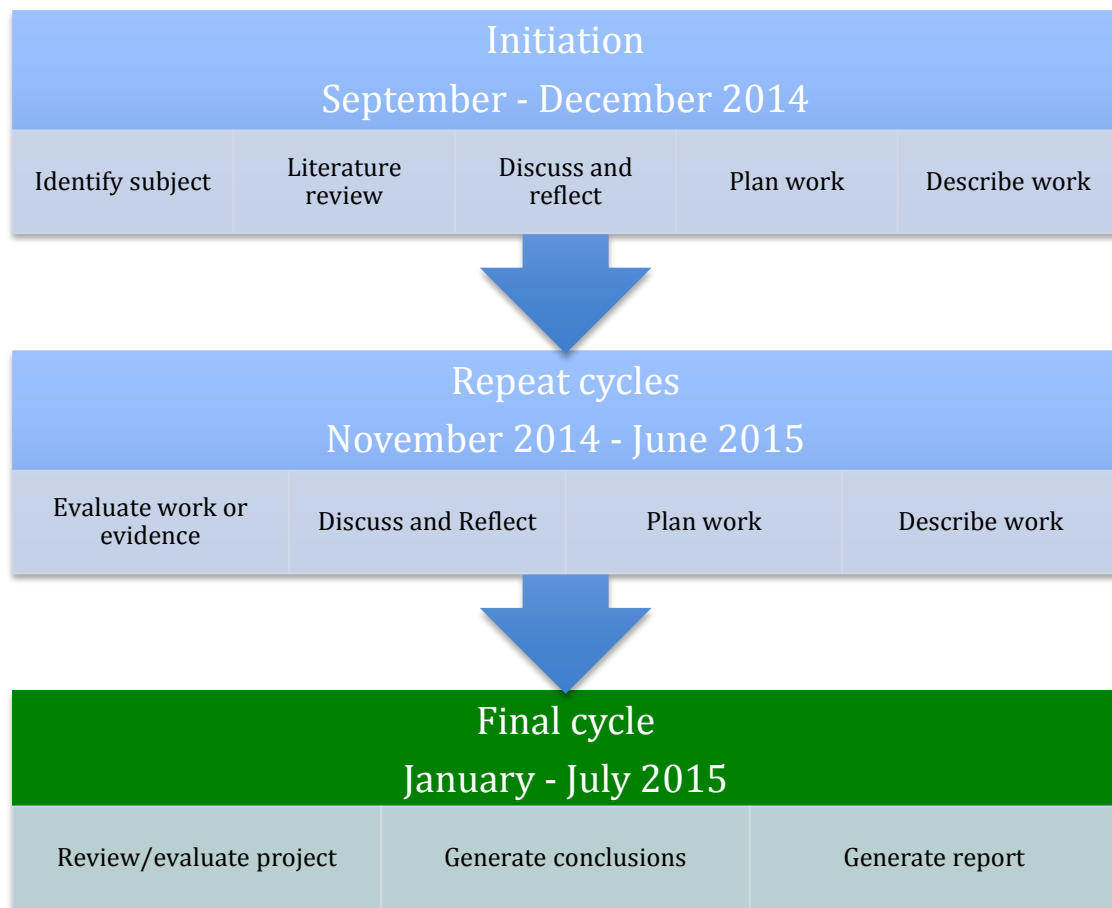 Initiation
September - December 2014
Identify subject
Literature
review
Discuss and
reflect
Plan work
Describe work
Repeat cycles
November 2014 - June 2015
Evaluate work or
evidence
Discuss and Reflect
Plan work
Describe work
Final cycle
January - July 2015
Review/evaluate project
Generate conclusions
Generate report